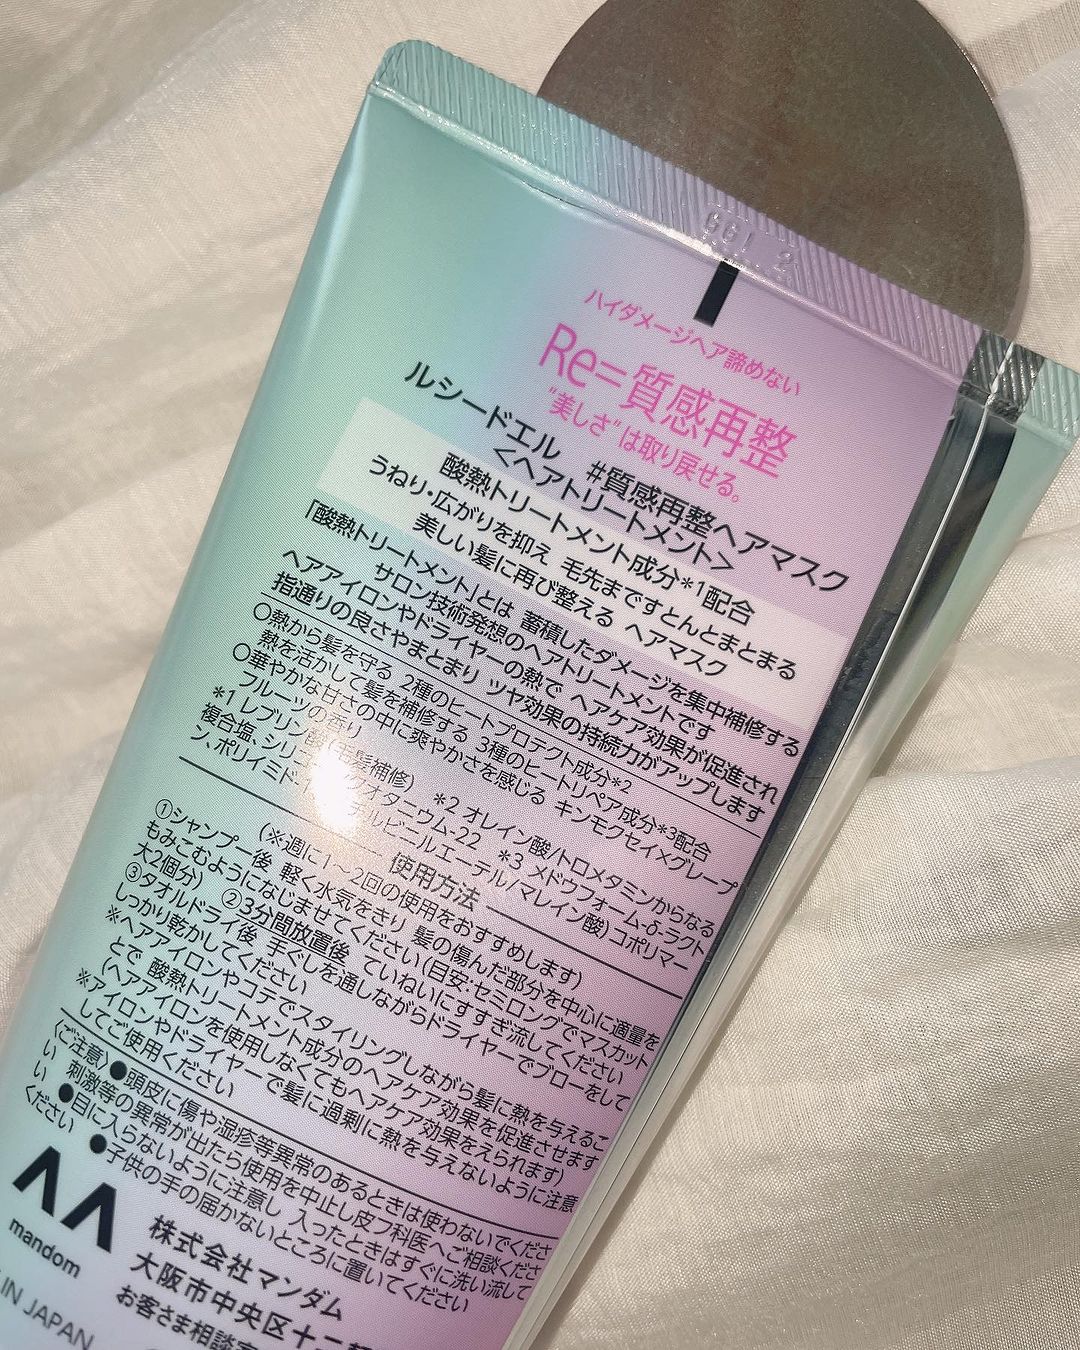 ハイダメージヘア諦めない
Re=質感再整
"美しさ"は取り戻せる。
ルシードエル #質感再整ヘアマスク
<ヘアトリートメント>
酸熱トリートメント成分*1配合
うねり・広がりを抑え 毛先まですとんとまとまる
美しい髪に再び整える ヘアマスク
「酸熱トリートメント」とは 蓄積したダメージを集中補修する
サロン技術発想のヘアトリートメントです
ヘアアイロンやドライヤーの熱で ヘアケア効果が促進され
指通りの良さやまとまり ツヤ効果の持続力がアップします
○熱から髪を守る 2種のヒートプロテクト成分*2
熱を活かして髪を補修する 3種のヒートリペア成分*3配合
○華やかな甘さの中に爽やかさを感じる キンモクセイ×グレープ
フルーツの香り
*1 レブリン酸(毛髪補修) *2 オレイン酸/トロメタミンからなる
複合塩、シリ クオタニウム-22 *3 メドウフォーム-δ-ラクト
ン、ポリイミド チルビニルエーテル/マレイン酸)コポリマー
使用方法
(※週に1〜2回の使用をおすすめします)
①シャンプー後 軽く水気をきり 髪の傷んだ部分を中心に適量を
もみこむようになじませてください(目安:セミロングでマスカット
大2個分) ②3分間放置後 ていねいにすすぎ流してください
③タオルドライ後 手ぐしを通しながらドライヤーでブローをして
しっかり乾かしてください
※ヘアアイロンやコテでスタイリングしながら髪に熱を与えるこ
とで 酸熱トリートメント成分のヘアケア効果を促進させます
(ヘアアイロンを使用しなくてもヘアケア効果をえられます)
※アイロンやドライヤーで髪に過剰に熱を与えないように注意
してご使用ください
〈ご注意〉●頭皮に傷や湿疹等異常のあるときは使わないでくださ
い 刺激等の異常が出たら使用を中止し皮フ科医へご相談くださ
い ●目に入らないように注意し 入ったときはすぐに洗い流して
ください ●子供の手の届かないところに置いてください
mandom
株式会社マンダム
大阪市中央区十二
お客さま相談室
IN JAPAN